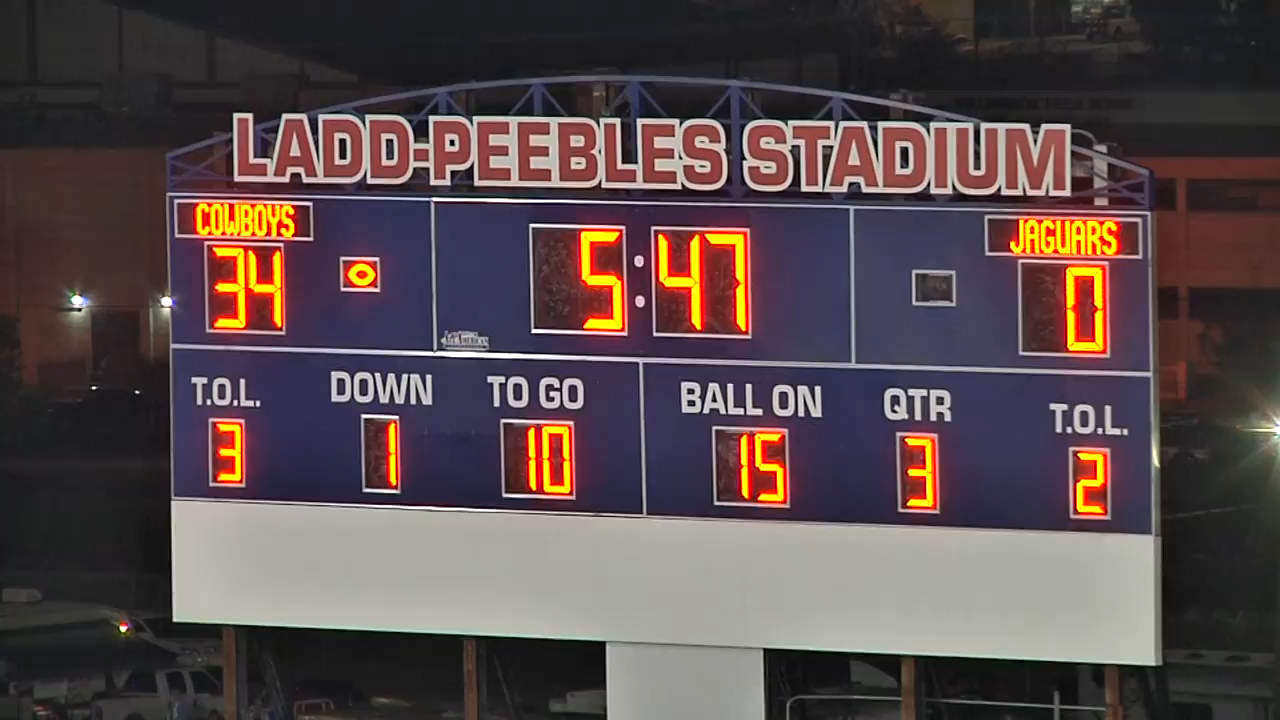 LADD-PEEBLES STADIUM
COWBOYS
JAGUARS
34
5:47
0
T.O.L.
DOWN
TO GO
BALL ON
QTR
T.O.L.
3
1
10
15
3
2